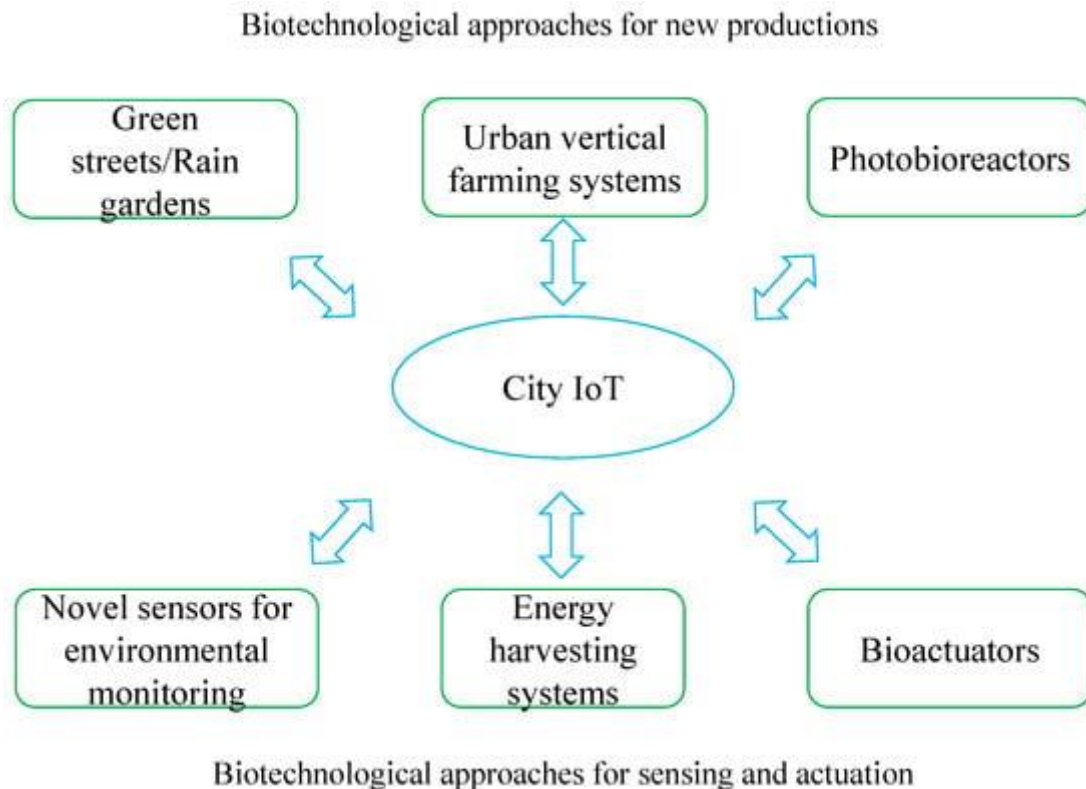 Biotechnological approaches for new productions
Green
streets/Rain
gardens
Urban vertical
farming systems
Photobioreactors
City IoT
Novel sensors for
environmental
monitoring
Energy
harvesting
systems
Bioactuators
Biotechnological approaches for sensing and actuation